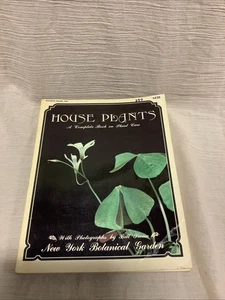 HOUSE PLANTS
A Complete Book on Plant Care
With Photographs by
New York Botanical Garden